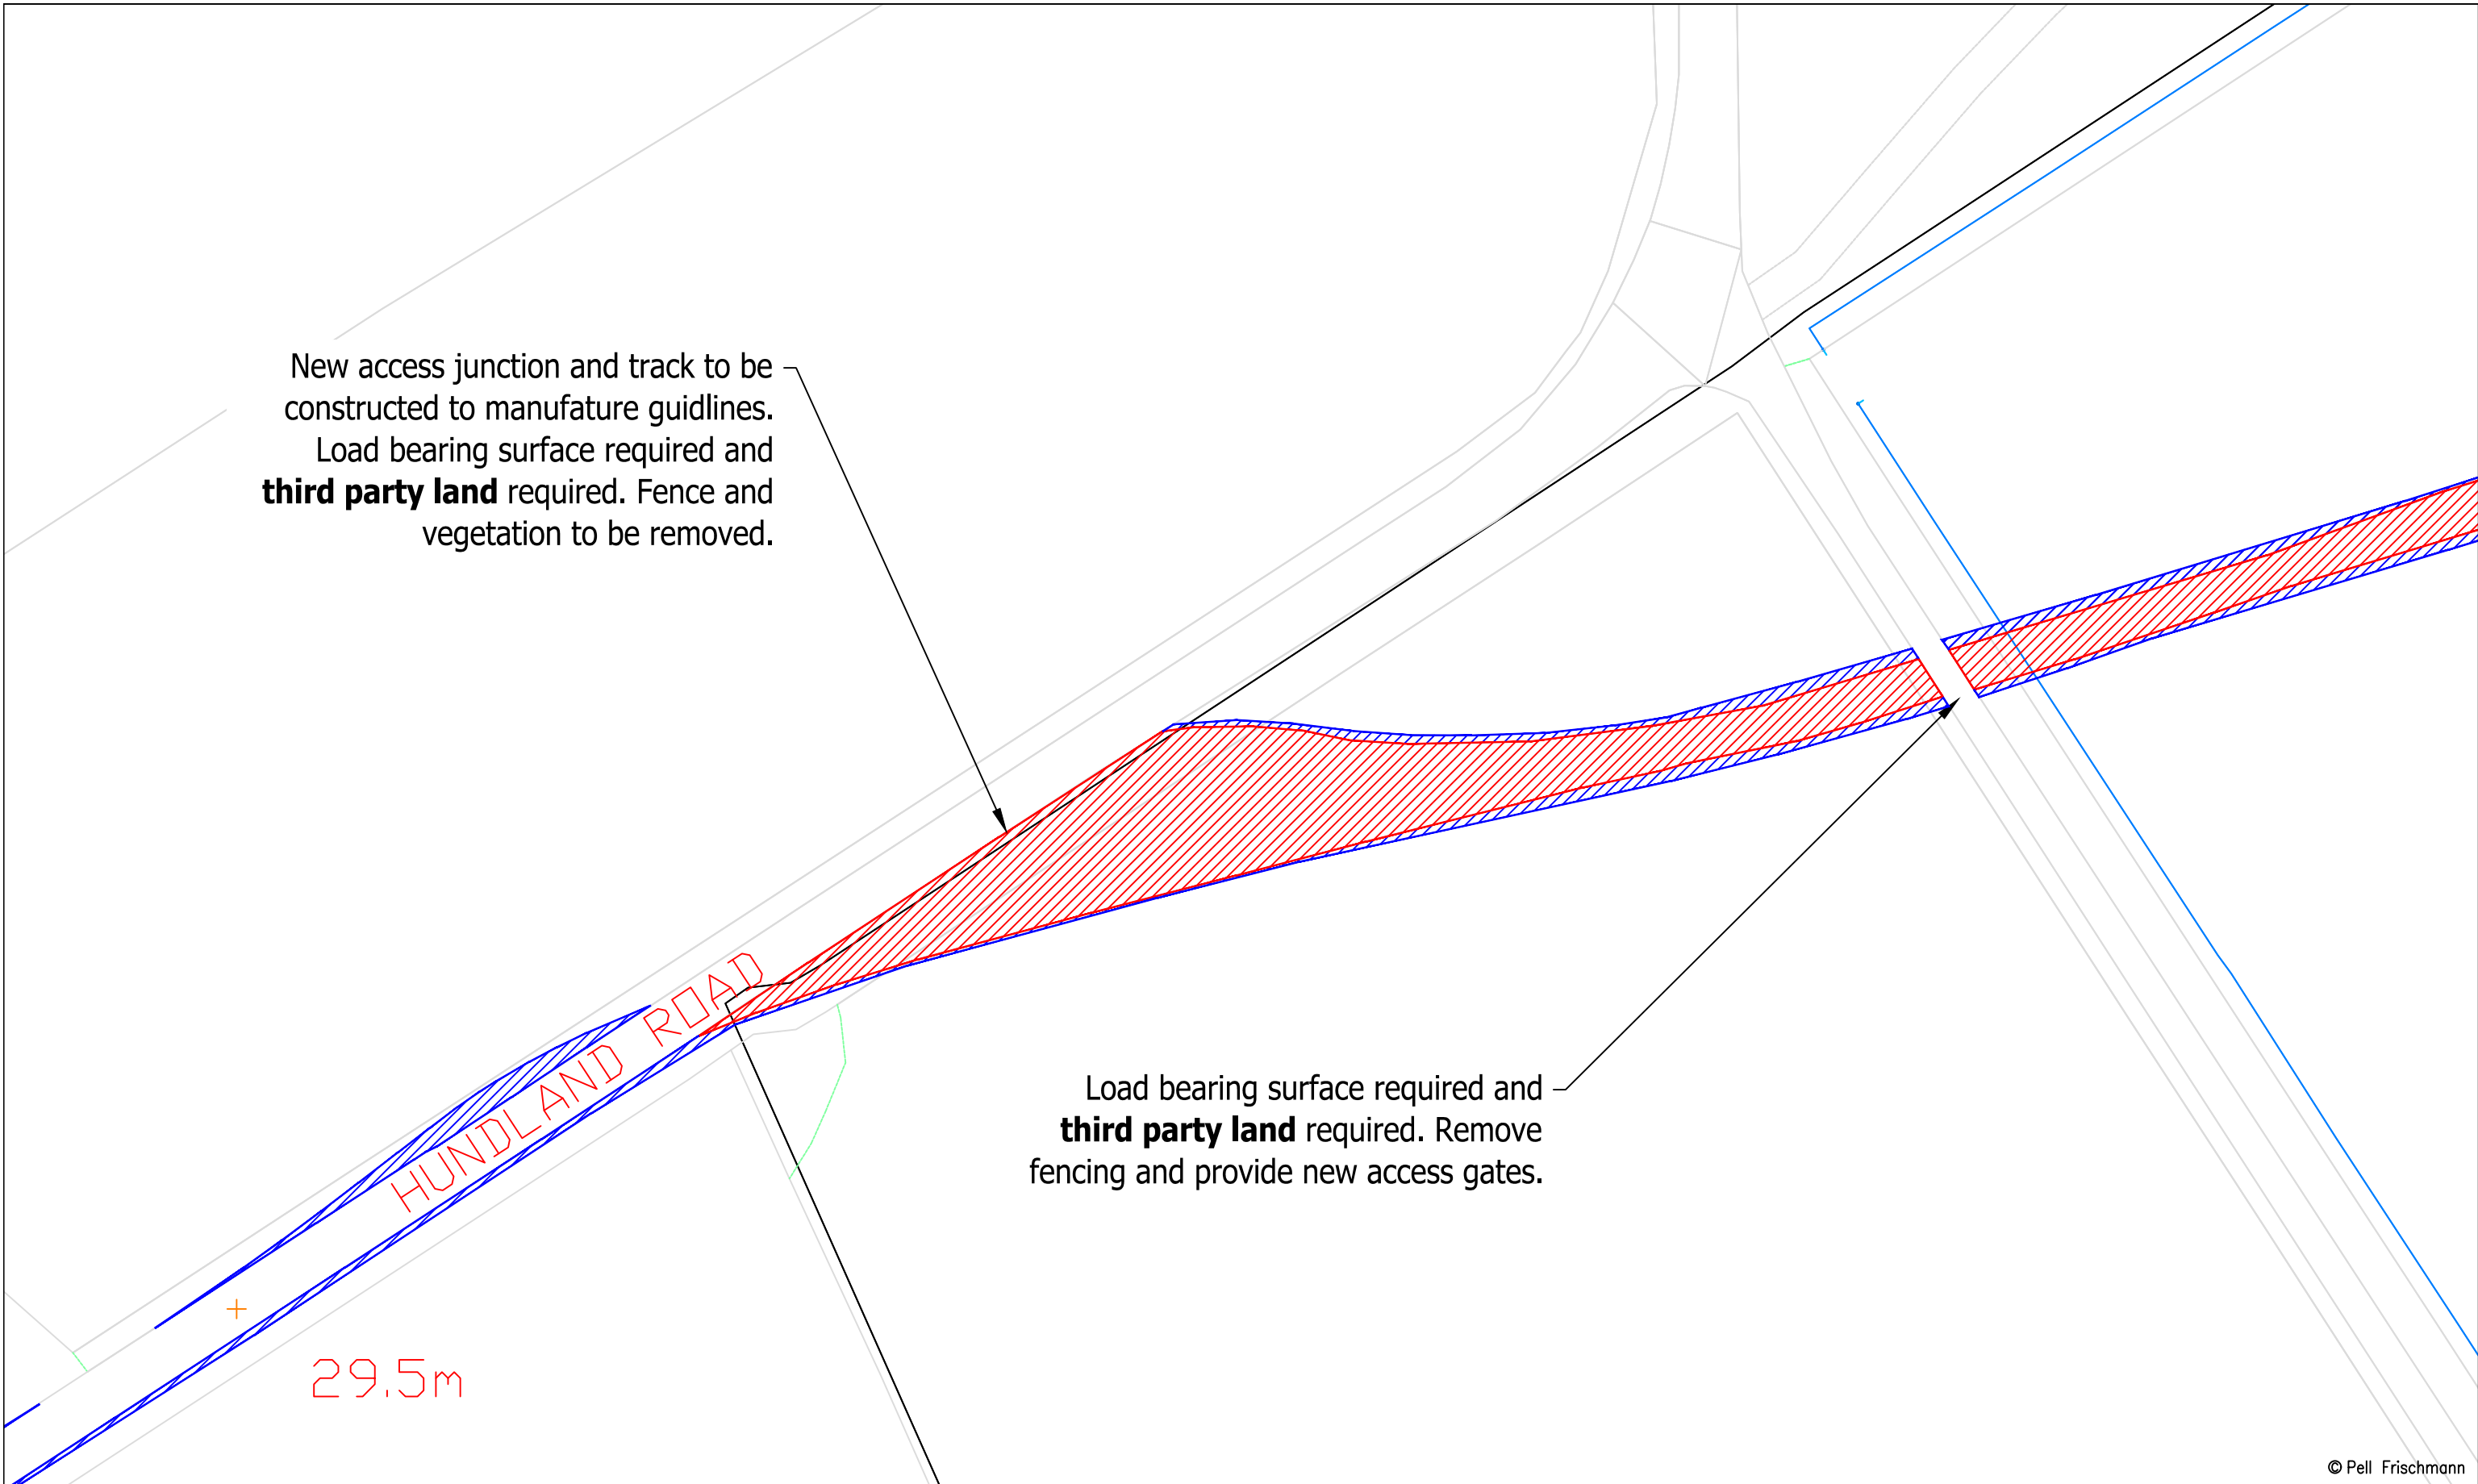 New access junction and track to be
constructed to manufature guidlines.
Load bearing surface required and
third party land required. Fence and
vegetation to be removed.
HUNDLAND ROAD
Load bearing surface required and
third party land required. Remove
fencing and provide new access gates.
29.5m
© Pell Frischmann